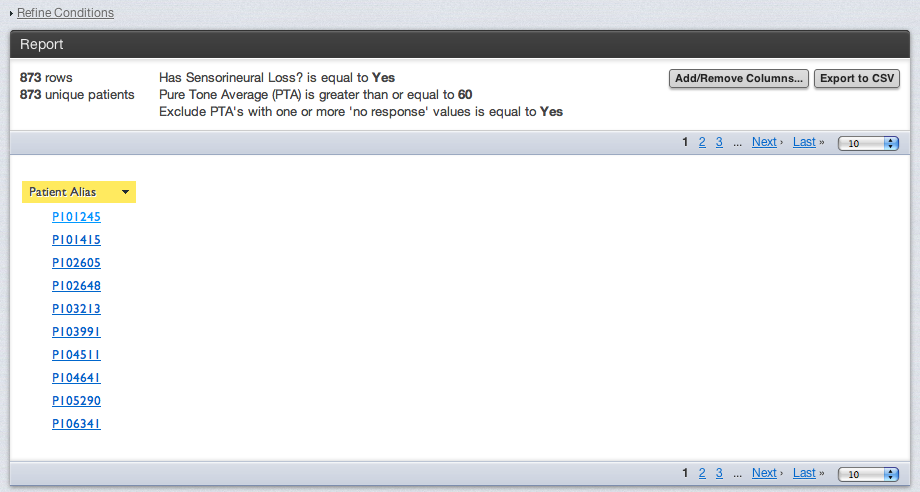 Refine Conditions
Report
873 rows
873 unique patients
Has Sensorineural Loss? is equal to Yes
Pure Tone Average (PTA) is greater than or equal to 60
Exclude PTA's with one or more 'no response' values is equal to Yes
Add/Remove Columns... Export to CSV
1 2 3 ... Next › Last » 10
Patient Alias
P101245
P101415
P102605
P102648
P103213
P103991
P104511
P104641
P105290
P106341
1 2 3 ... Next › Last » 10